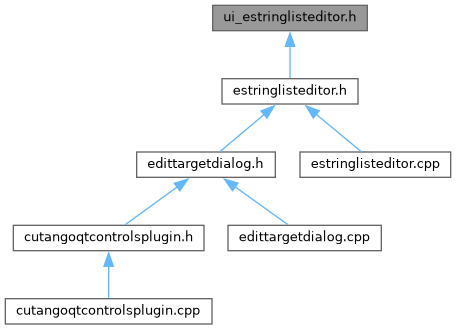 ui_estringlisteditor.h
estringlisteditor.h
edittargetdialog.h
estringlisteditor.cpp
cutangoqtcontrolsplugin.h
edittargetdialog.cpp
cutangoqtcontrolsplugin.cpp